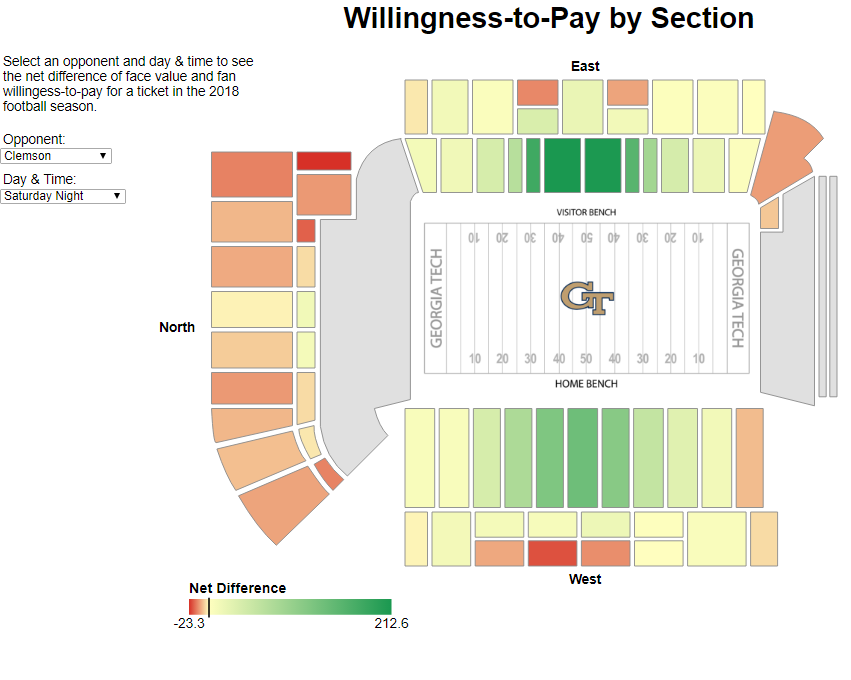 Willingness-to-Pay by Section
Select an opponent and day & time to see
the net difference of face value and fan
willingess-to-pay for a ticket in the 2018
football season.
Opponent:
Clemson
Day & Time:
Saturday Night
East
VISITOR BENCH
10 20 30 40 50 40 30 20 10
GEORGIA TECH
GT
GEORGIA TECH
North
10 20 30 40 50 40 30 20 10
HOME BENCH
West
Net Difference
-23.3 212.6